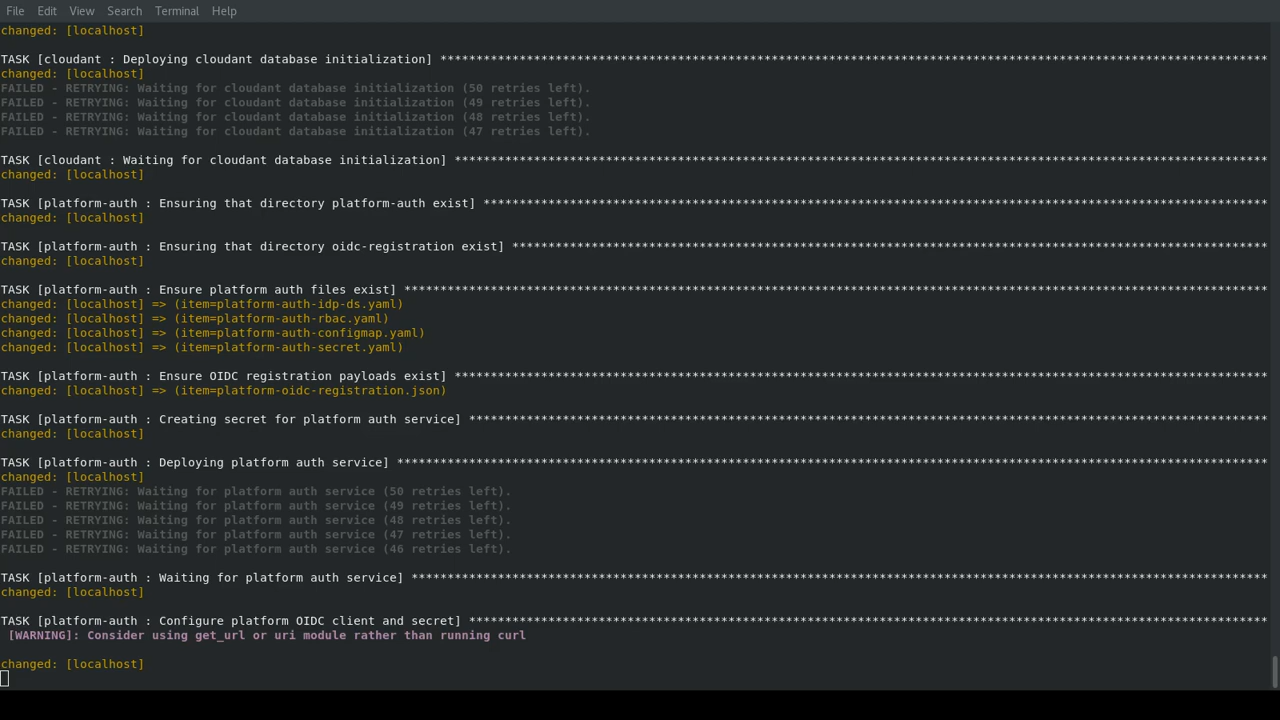 File Edit View Search Terminal Help
changed: [localhost]
TASK [cloudant : Deploying cloudant database initialization] *******************************************************************************************************************
changed: [localhost]
FAILED - RETRYING: Waiting for cloudant database initialization (50 retries left).
FAILED - RETRYING: Waiting for cloudant database initialization (49 retries left).
FAILED - RETRYING: Waiting for cloudant database initialization (48 retries left).
FAILED - RETRYING: Waiting for cloudant database initialization (47 retries left).
TASK [cloudant : Waiting for cloudant database initialization] *****************************************************************************************************************
changed: [localhost]
TASK [platform-auth : Ensuring that directory platform-auth exist] *************************************************************************************************************
changed: [localhost]
TASK [platform-auth : Ensuring that directory oidc-registration exist] *********************************************************************************************************
changed: [localhost]
TASK [platform-auth : Ensure platform auth files exist] ************************************************************************************************************************
changed: [localhost] => (item=platform-auth-idp-ds.yaml)
changed: [localhost] => (item=platform-auth-rbac.yaml)
changed: [localhost] => (item=platform-auth-configmap.yaml)
changed: [localhost] => (item=platform-auth-secret.yaml)
TASK [platform-auth : Ensure OIDC registration payloads exist] *****************************************************************************************************************
changed: [localhost] => (item=platform-oidc-registration.json)
TASK [platform-auth : Creating secret for platform auth service] ***************************************************************************************************************
changed: [localhost]
TASK [platform-auth : Deploying platform auth service] *************************************************************************************************************************
changed: [localhost]
FAILED - RETRYING: Waiting for platform auth service (50 retries left).
FAILED - RETRYING: Waiting for platform auth service (49 retries left).
FAILED - RETRYING: Waiting for platform auth service (48 retries left).
FAILED - RETRYING: Waiting for platform auth service (47 retries left).
FAILED - RETRYING: Waiting for platform auth service (46 retries left).
TASK [platform-auth : Waiting for platform auth service] ***********************************************************************************************************************
changed: [localhost]
TASK [platform-auth : Configure platform OIDC client and secret] ***************************************************************************************************************
[WARNING]: Consider using get_url or uri module rather than running curl
changed: [localhost]